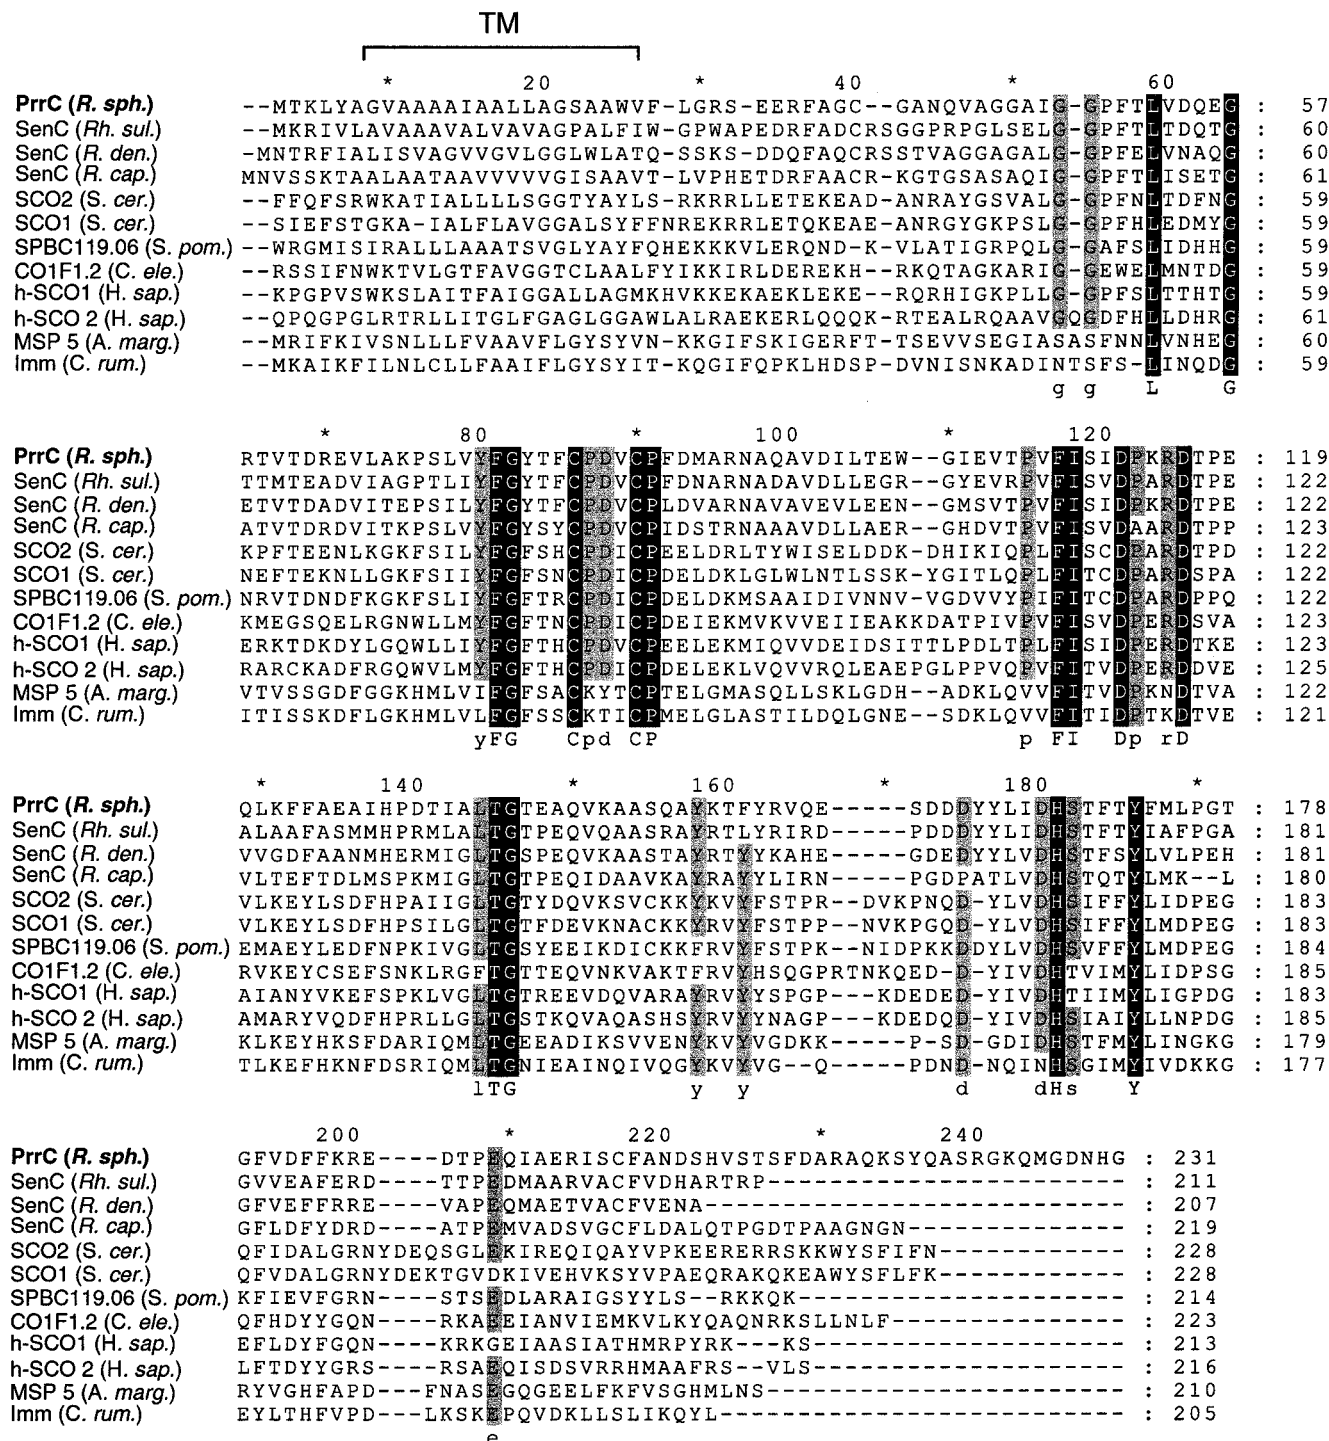 TM
* 20 * 40 * 60
PrrC (R. sph.) --MTKLYAGVAAAAIAALLAGSAAWVF-LGRS-EERFAGC--GANQVAGGAIG-GPFTLVDQEG : 57
SenC (Rh. sul.) --MKRIVLAVAAAVALVAVAGPALFIW-GPWAPEDRFADCRSGGPRPGLSELG-GPFTLTDQTG : 60
SenC (R. den.) -MNTRFIALISVAGVVGVLGGLWLATQ-SSKS-DDQFAQCRSSTVAGGAGALG-GPFELVNAQG : 60
SenC (R. cap.) MNVSSKTAALAATAAVVVVVGISAAVT-LVPHETDRFAACR-KGTGSASAQIG-GPFTLISETG : 61
SCO2 (S. cer.) --FFQFSRWKATIALLLLSGGTYAYLS-RKRRLLETEKEAD-ANRAYGSVALG-GPFNLTDFNG : 59
SCO1 (S. cer.) --SIEFSTGKA-IALFLAVGGALSYFFNREKRRLETQKEAE-ANRGYGKPSLG-GPFHLEDMYG : 59
SPBC119.06 (S. pom.) --WRGMISIRALLLAATSVGLYAYFQHEKKKVLERQND-K-VLATIGRPQLG-GAFSLIDHHG : 59
CO1F1.2 (C. ele.) --RSSIFNWKTVLGTFAVGGTCLAALFYIKKIRLDEREKH--RKQTAGKARIG-GEWELMNTDG : 59
h-SCO1 (H. sap.) --KPGPVSWKSLAITFAIGGALLAGMKHVKKEKAEKLEKE--RQRHIGKPLLG-GPFSLTTHTG : 59
h-SCO 2 (H. sap.) --QPQGPGLRTRLLITGLFGAGLGGAWLALRAEKERLQQQK-RTEALRQAAVGQGDFHLLDHRG : 61
MSP 5 (A. marg.) --MRIFKIVSNLLLFVAAVFLGYSYVN-KKGIFSKIGERFT-TSEVVSEGIASASFNNLVNHEG : 60
Imm (C. rum.) --MKAIKFILNLCLLFAAIFLGYSYIT-KQGIFQPKLHDSP-DVNISNKADINTSFS-LINQDG : 59
g g L G
* 80 * 100 * 120
PrrC (R. sph.) RTVTDREVLAKPSLVYFGYTFCPDVCPFDMARNAQAVDILTEW--GIEVTPVFISIDPKRDTPE : 119
SenC (Rh. sul.) TTMTEADVIAGPTLIYFGYTFCPDVCPFDNARNADAVDLLEGR--GYEVRPVFISVDPARDTPE : 122
SenC (R. den.) ETVTDADVITEPSLIYFGYTFCPDVCPLDVARNAVAVEVLEEN--GMSVTPVFISIDPKRDTPE : 122
SenC (R. cap.) ATVTDRDVITKPSLVYFGYSYCPDVCPIDSTRNAAAVDLLAER--GHDVTPVFISVDAARDTPP : 123
SCO2 (S. cer.) KPFTEENLKGKFSILYFGFSHCPDICPEELDRLTYWISELDDK-DHIKIQPLFISCDPARDTPD : 122
SCO1 (S. cer.) NEFTEKNLLGKFSIIYFGFSNCPDICPDELDKLGLWLNTLSSK-YGITLQPLFITCDPARDSPA : 122
SPBC119.06 (S. pom.) NRVTDNDFKGKFSLIYFGFTRCPDICPDELDKMSAAIDIVNNV-VGDVVYPIFITCDPARDPPQ : 122
CO1F1.2 (C. ele.) KMEGSQELRGNWLLMYFGFTNCPDICPDEIEKMVKVVEIIEAKKDATPIVPVFISVDPERDSVA : 123
h-SCO1 (H. sap.) ERKTDKDYLGQWLLIYFGFTHCPDVCPEELEKMIQVVDEIDSITTLPDLTPLFISIDPERDTKE : 123
h-SCO 2 (H. sap.) RARCKADFRGQWVLMYFGFTHCPDICPDELEKLVQVVRQLEAEPGLPPVQPVFITVDPERDDVE : 125
MSP 5 (A. marg.) VTVSSGDFGGKHMLVIFGFSACKYTCPTELGMASQLLSKLGDH--ADKLQVVFITVDPKNDTVA : 122
Imm (C. rum.) ITISSKDFLGKHMLVLFGFSSCKTICPMELGLASTILDQLGNE--SDKLQVVFITIDPTKDTVE : 121
yFG Cpd CP p FI Dp rD
* 140 * 160 * 180 *
PrrC (R. sph.) QLKFFAEAIHPDTIALTGTEAQVKAASQAYKTFYRVQE-----SDDDYYLIDHSTFTYFMLPGT : 178
SenC (Rh. sul.) ALAAFASMMHPRMLALTGTPEQVQAASRAYRTLYRIRD-----PDDDYYLIDHSTFTYIAFPGA : 181
SenC (R. den.) VVGDFAANMHERMIGLTGSPEQVKAASTAYRTYYKAHE-----GDEDYYLVDHSTFSYLVLPEH : 181
SenC (R. cap.) VLTEFTDLMSPKMIGLTGTPEQIDAAVKAYRAYYLIRN-----PGDPATLVDHSTQTYLMK--L : 180
SCO2 (S. cer.) VLKEYLSDFHPAIIGLTGTYDQVKSVCKKYKVYFSTPR--DVKPNQD-YLVDHSIFFYLIDPEG : 183
SCO1 (S. cer.) VLKEYLSDFHPSILGLTGTFDEVKNACKKYRVYFSTPP--NVKPGQD-YLVDHSIFFYLMDPEG : 183
SPBC119.06 (S. pom.) EMAEYLEDFNPKIVGLTGSYEEIKDICKKFRVYFSTPK--NIDPKKDDYLVDHSVFFYLMDPEG : 184
CO1F1.2 (C. ele.) RVKEYCSEFSNKLRGFTGTTEQVNKVAKTFRVYHSQGPRTNKQED-DYIVDHTVIMYLIDPSG : 185
h-SCO1 (H. sap.) AIANYVKEFSPKLVGLTGTREEVDQVARAYRVYYSPGP---KDEDED-YIVDHTIIMYLIGPDG : 183
h-SCO 2 (H. sap.) AMARYVQDFHPRLLGLTGSTKQVAQASHSYRVYYNAGP---KDEDQD-YIVDHSIAIYLLNPDG : 185
MSP 5 (A. marg.) KLKEYHKSFDARIQMLTGEEADIKSVVENYKVYVGDKK-----P-SD-GDIDHSTFMYLINGKG : 179
Imm (C. rum.) TLKEFHKNFDSRIQMLTGNIEAINQIVQGYKVYVG--Q-----PDND-NQINHSGIMYIVDKKG : 177
lTG y y d dHs Y
200 * 220 * 240
PrrC (R. sph.) GFVDFFKRE----DTPEQIAERISCFANDSHVSTSFDARAQKSYQASRGKQMGDNHG : 231
SenC (Rh. sul.) GVVEAFERD----TTPEDMAARVACFVDHARTRP----------------------- : 211
SenC (R. den.) GFVEFFRRE----VAPEQMAETVACFVENA--------------------------- : 207
SenC (R. cap.) GFLDFYDRD----ATPEMVADSVGCFLDALQTPGDTPAAGNGN-------------- : 219
SCO2 (S. cer.) QFIDALGRNYDEQSGLEKIREQIQAYVPKEERERRSKKWYSFIFN------------ : 228
SCO1 (S. cer.) QFVDALGRNYDEKTGVDKIVEHVKSYVPAEQRAKQKEAWYSFLFK------------ : 228
SPBC119.06 (S. pom.) KFIEVFGRN----STSEDLARAIGSYYLS--RKKQK--------------------- : 214
CO1F1.2 (C. ele.) QFHDYYGQN----RKAEEIANVIEMKVLKYQAQNRKSLLNLF--------------- : 223
h-SCO1 (H. sap.) EFLDYFGQN----KRKGEIAASIATHMRPYRK--KS--------------------- : 213
h-SCO 2 (H. sap.) LFTDYYGRS----RSAEQISDSVRRHMAAFRS--VLS-------------------- : 216
MSP 5 (A. marg.) RYVGHFAPD---FNASEGQGEELFKFVSGHMLNS----------------------- : 210
Imm (C. rum.) EYLTHFVPD---LKSKEPQVDKLLSLIKQYL-------------------------- : 205
e